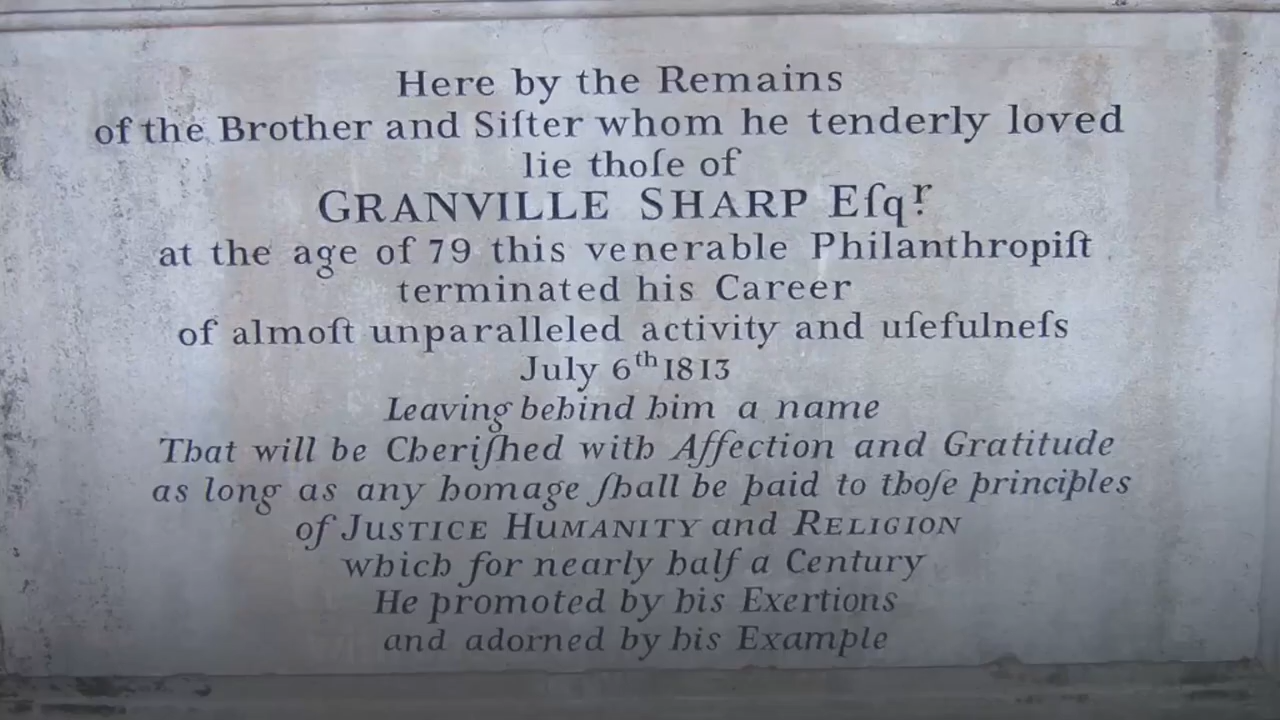 Here by the Remains
of the Brother and Siſter whom he tenderly loved
lie thoſe of
GRANVILLE SHARP Eſqʳ
at the age of 79 this venerable Philanthropiſt
terminated his Career
of almoſt unparalleled activity and uſefulneſs
July 6ᵗʰ 1813
Leaving behind him a name
That will be Cheriſhed with Affection and Gratitude
as long as any homage ſhall be paid to thoſe principles
of JUSTICE HUMANITY and RELIGION
which for nearly half a Century
He promoted by his Exertions
and adorned by his Example